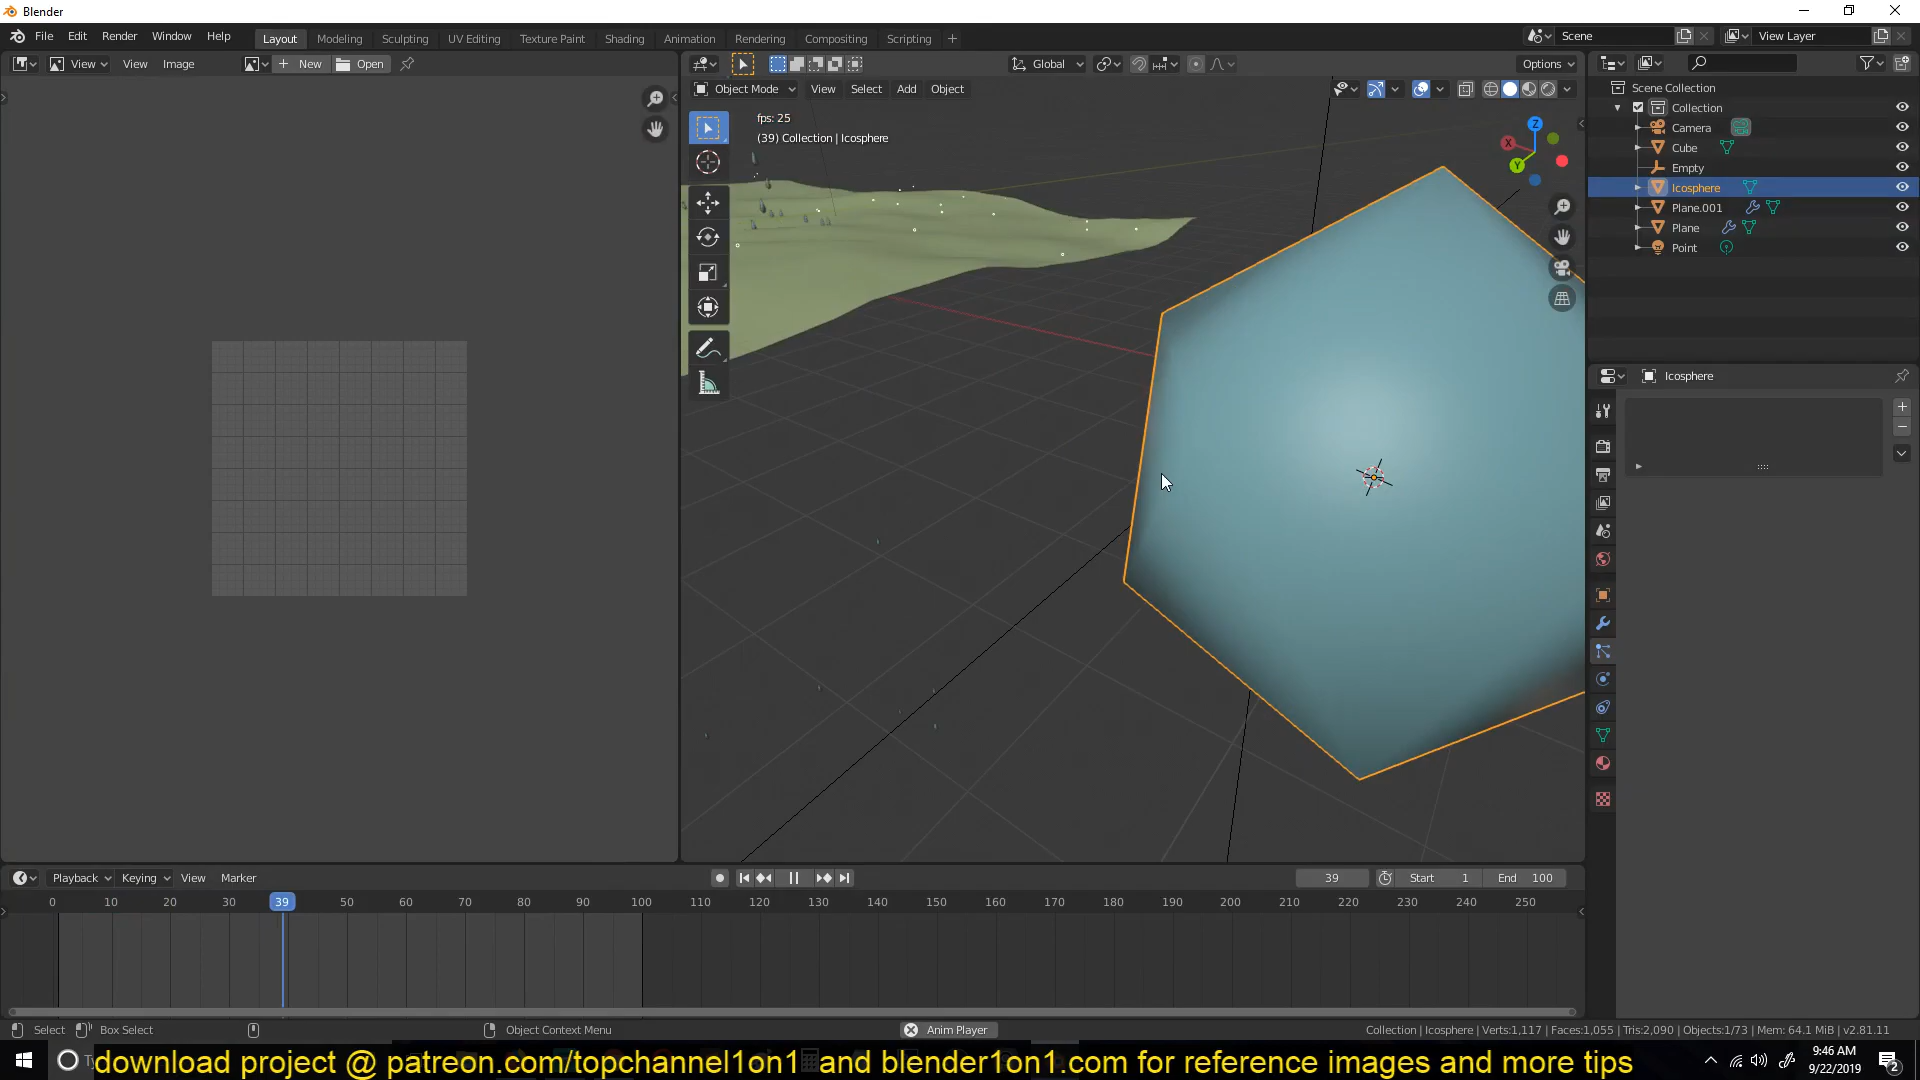 Blender
File Edit Render Window Help
Layout Modeling Sculpting UV Editing Texture Paint Shading Animation Rendering Compositing Scripting +
Scene
View Layer
View View Image New Open
Global
Options
Object Mode View Select Add Object
fps: 25
(39) Collection | Icosphere
Z
X
Y
Scene Collection
Collection
Camera
Cube
Empty
Icosphere
Plane.001
Plane
Point
Icosphere
Playback Keying View Marker
39 Start 1 End 100
0 10 20 30 39 50 60 70 80 90 100 110 120 130 140 150 160 170 180 190 200 210 220 230 240 250
Select Box Select Object Context Menu Anim Player
Collection | Icosphere | Verts:1,117 | Faces:1,055 | Tris:2,090 | Objects:1/73 | Mem: 64.1 MiB | v2.81.11
download project @ patreon.com/topchannel1on1 and blender1on1.com for reference images and more tips
9:46 AM
9/22/2019
2